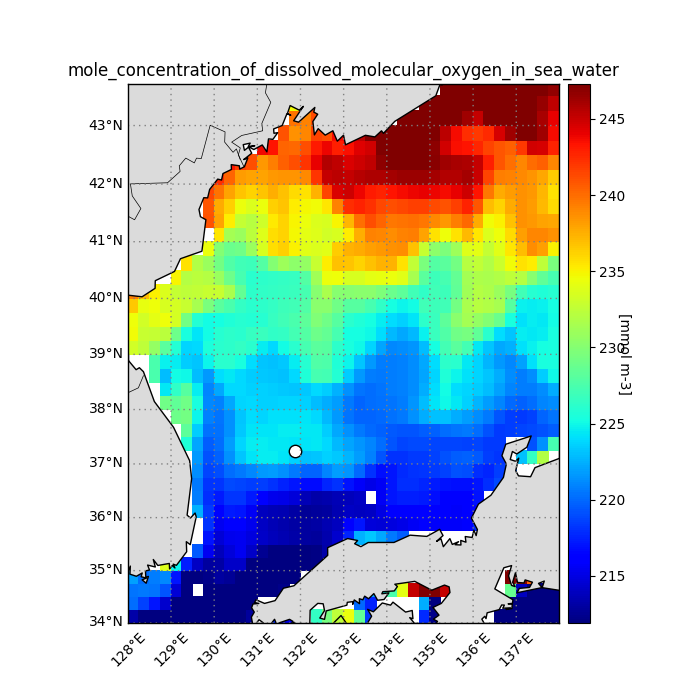 mole_concentration_of_dissolved_molecular_oxygen_in_sea_water
43°N
42°N
41°N
40°N
39°N
38°N
37°N
36°N
35°N
34°N
128°E
129°E
130°E
131°E
132°E
133°E
134°E
135°E
136°E
137°E
245
240
235
230
225
220
215
[mmol m-3]